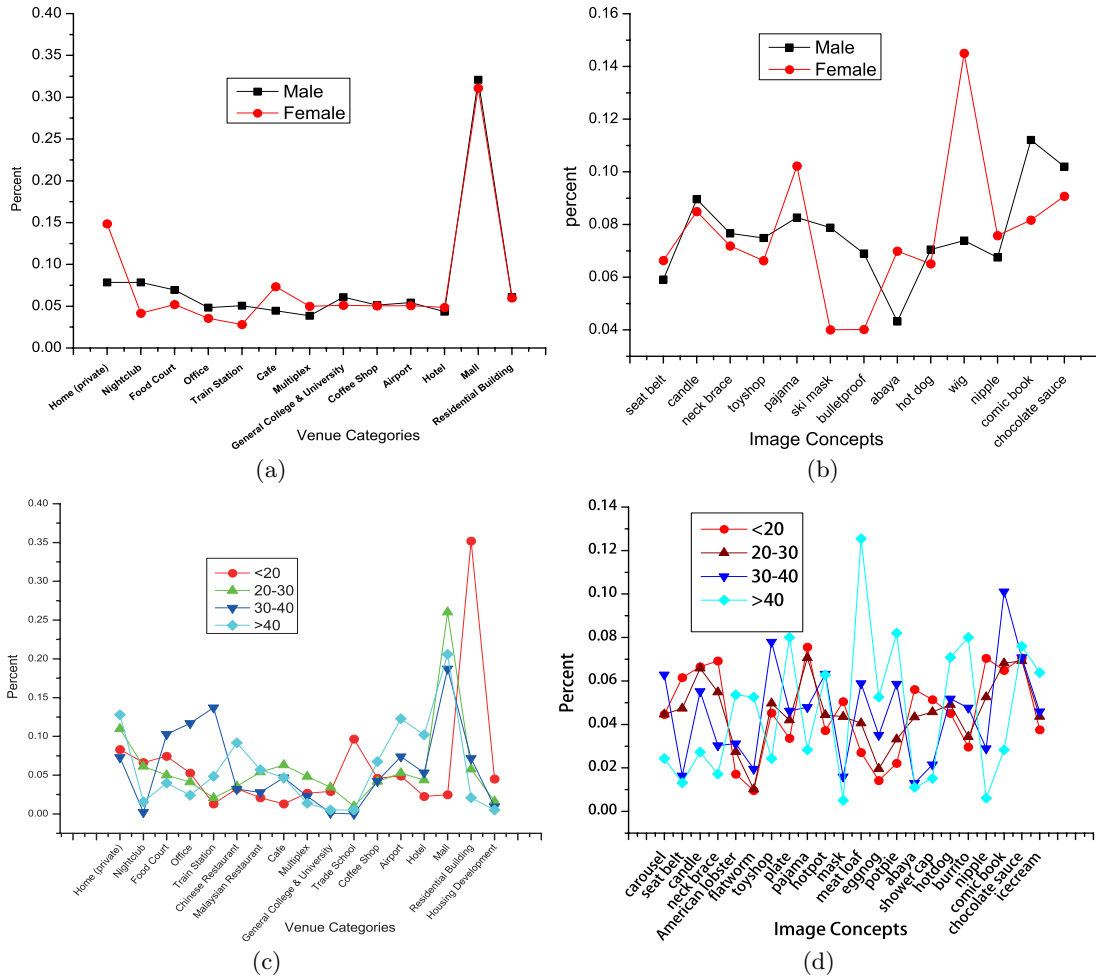 0.40
0.35
0.30
0.25
0.20
0.15
0.10
0.05
0.00
Percent
Male
Female
Home (private)
Nightclub
Food Court
Office
Train Station
Cafe
Multiplex
General College & University
Coffee Shop
Airport
Hotel
Mall
Residential Building
Venue Categories
(a)
0.16
0.14
0.12
0.10
0.08
0.06
0.04
percent
Male
Female
seat belt
candle
neck brace
toyshop
pajama
ski mask
bulletproof
abaya
hot dog
wig
nipple
comic book
chocolate sauce
Image Concepts
(b)
0.40
0.35
0.30
0.25
0.20
0.15
0.10
0.05
0.00
Percent
<20
20-30
30-40
>40
Home (private)
Nightclub
Food Court
Office
Train Station
Chinese Restaurant
Malaysian Restaurant
Cafe
Multiplex
General College & University
Trade School
Coffee Shop
Airport
Hotel
Mall
Residential Building
Housing Development
Venue Categories
(c)
0.14
0.12
0.10
0.08
0.06
0.04
0.02
0.00
Percent
<20
20-30
30-40
>40
carousel
seat belt
candle
neck brace
American lobster
flatworm
toyshop
plate
pajama
hotpot
mask
meat loaf
eggnog
potpie
abaya
shower cap
hotdog
burrito
nipple
comic book
chocolate sauce
icecream
Image Concepts
(d)